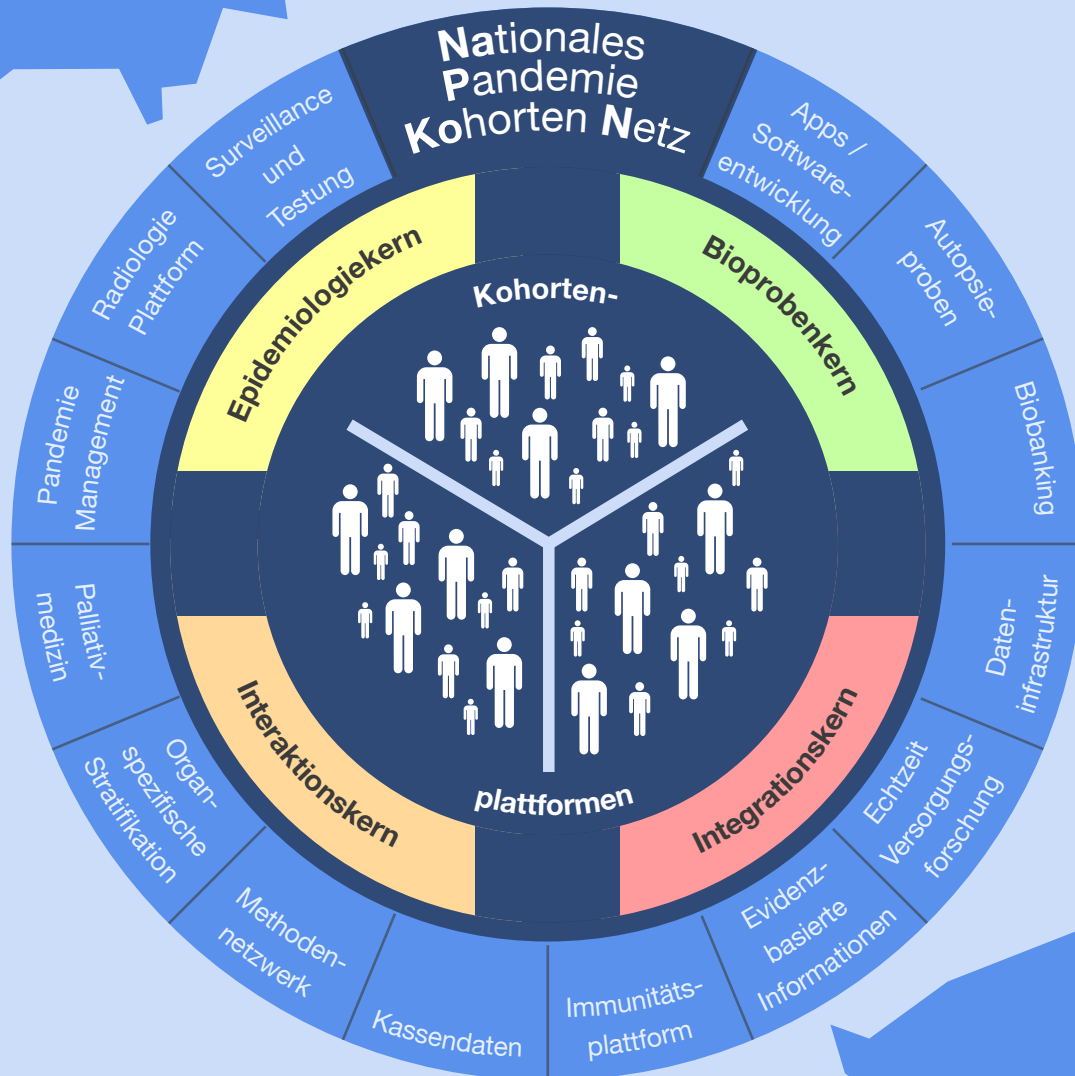 Nationales
Pandemie
Kohorten Netz
Apps /
Software-
entwicklung
Autopsie-
proben
Biobanking
Daten-
infrastruktur
Echtzeit
Versorgungs-
forschung
Evidenz-
basierte
Informationen
Immunitäts-
plattform
Kassendaten
Methoden-
netzwerk
Organ-
spezifische
Stratifikation
Palliativ-
medizin
Pandemie
Management
Radiologie
Plattform
Surveillance
und
Testung
Epidemiologiekern
Bioprobenkern
Integrationskern
Interaktionskern
Kohorten-
plattformen